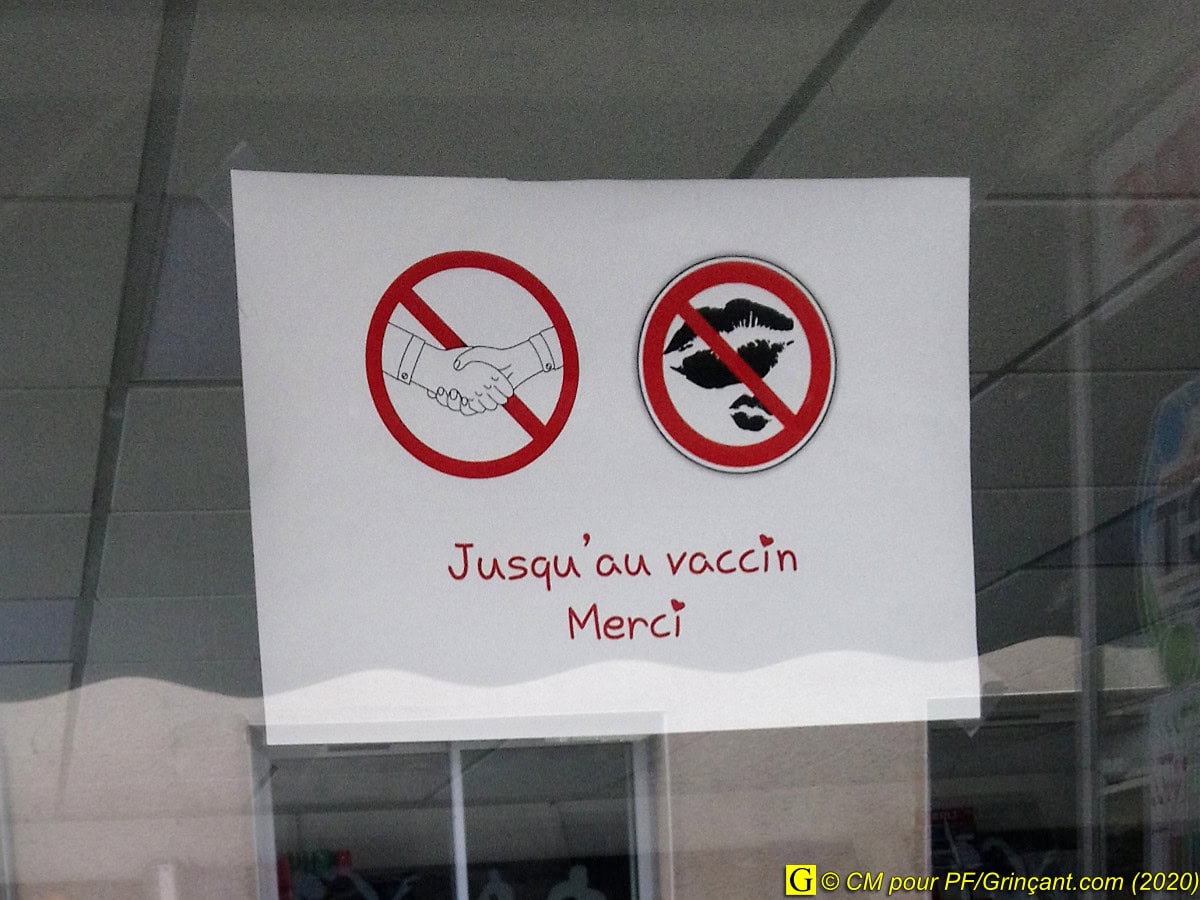 Jusqu'au vaccin
Merci
G © CM pour PF/Grinçant.com (2020)